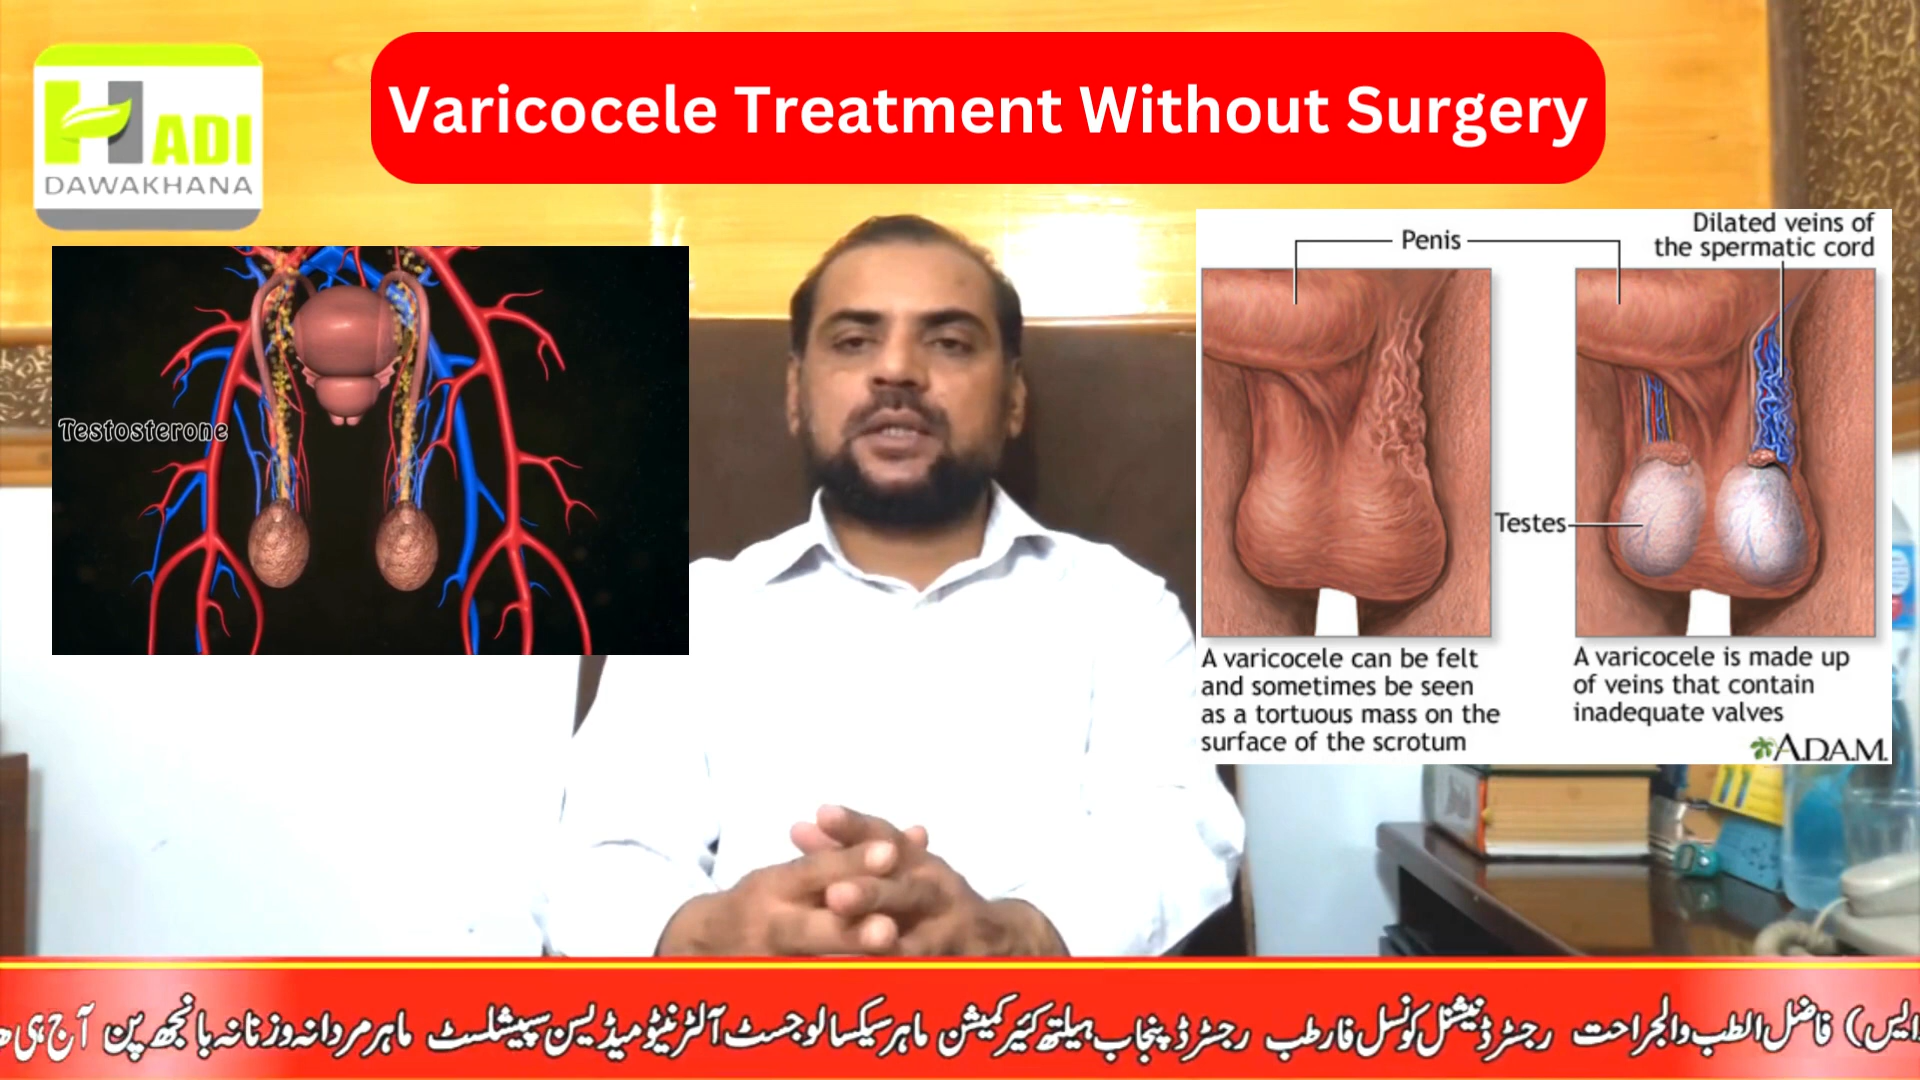 Varicocele Treatment Without Surgery
HADI
DAWAKHANA
Testosterone
Penis
Dilated veins of
the spermatic cord
Testes
A varicocele can be felt
and sometimes be seen
as a tortuous mass on the
surface of the scrotum
A varicocele is made up
of veins that contain
inadequate valves
A.D.A.M.
ایس) فاضل الطب والجراحت رجسٹرڈ نیشنل کونسل فار طب رجسٹرڈ پنجاب ہیلتھ کیئر کمیشن ماہر سیکسالوجسٹ آلٹرنیٹو میڈیسن سپیشلسٹ ماہر مردانہ وزنانہ بانجھ پن آج ہی